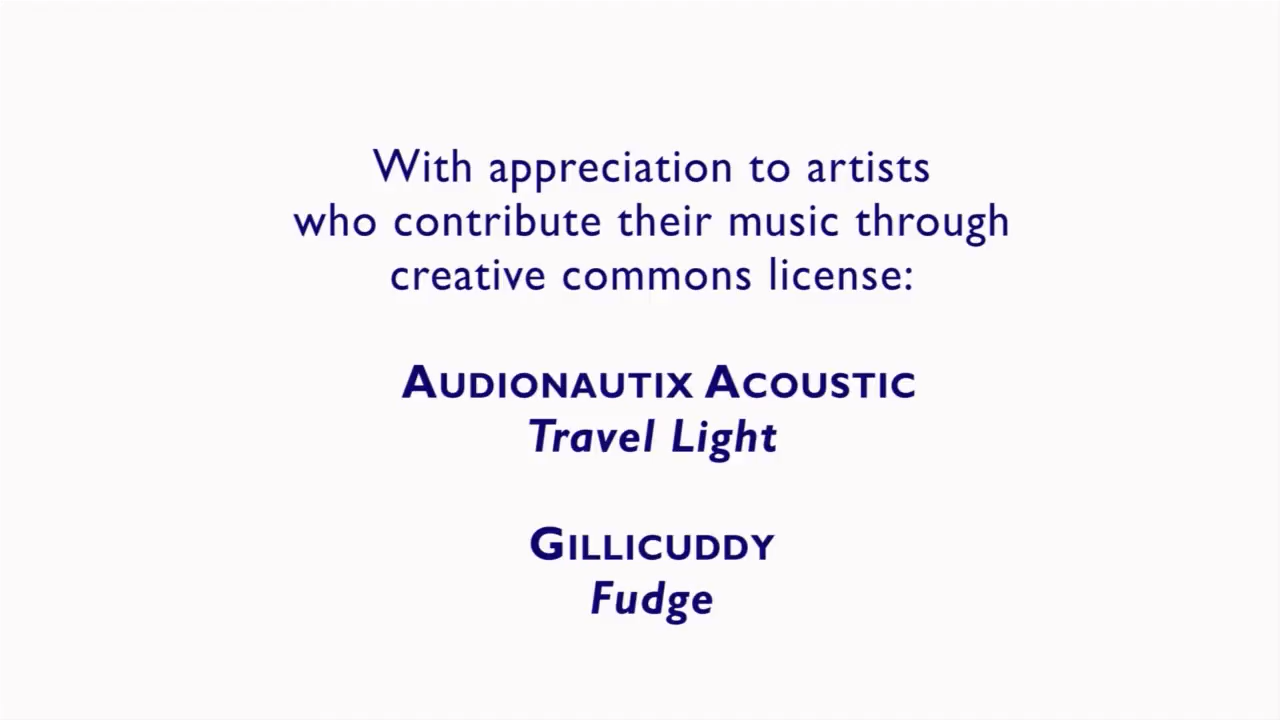 With appreciation to artists
who contribute their music through
creative commons license:
AUDIONAUTIX ACOUSTIC
Travel Light
GILLICUDDY
Fudge